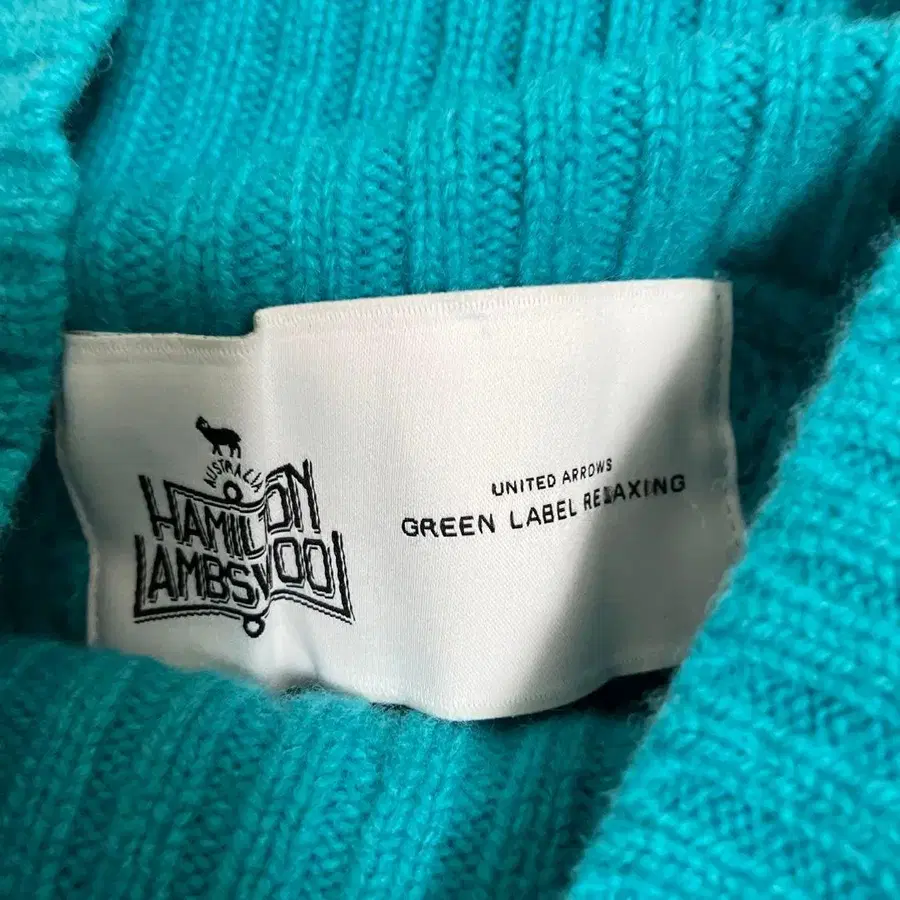 AUSTRALIA
HAMILTON
LAMBSWOOL
UNITED ARROWS
GREEN LABEL RELAXING